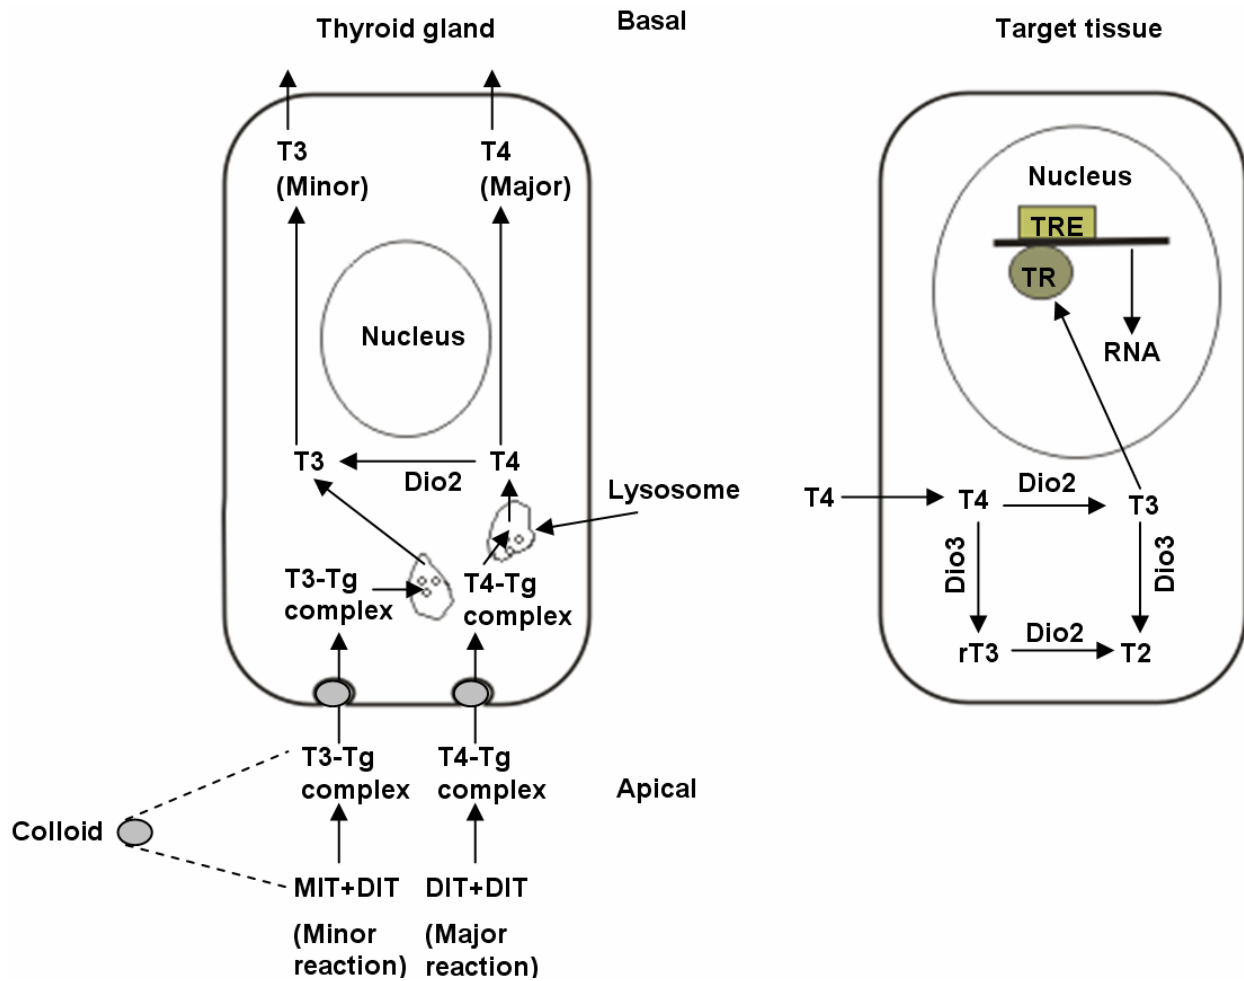 Thyroid gland
Basal
Target tissue
T3
(Minor)
T4
(Major)
Nucleus
T3
Dio2
T4
Lysosome
T3-Tg
complex
T4-Tg
complex
T3-Tg
complex
T4-Tg
complex
Apical
Colloid
MIT+DIT
DIT+DIT
(Minor
reaction)
(Major
reaction)
Nucleus
TRE
TR
RNA
T4
T4
Dio2
T3
Dio3
Dio3
rT3
Dio2
T2